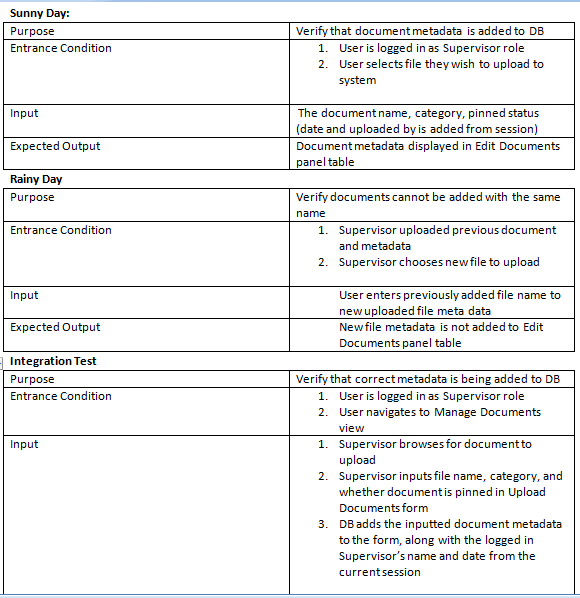 Sunny Day:
Purpose
Verify that document metadata is added to DB
Entrance Condition
1. User is logged in as Supervisor role
2. User selects file they wish to upload to
system
Input
The document name, category, pinned status
(date and uploaded by is added from session)
Expected Output
Document metadata displayed in Edit Documents
panel table
Rainy Day
Purpose
Verify documents cannot be added with the same
name
Entrance Condition
1. Supervisor uploaded previous document
and metadata
2. Supervisor chooses new file to upload
Input
User enters previously added file name to
new uploaded file meta data
Expected Output
New file metadata is not added to Edit
Documents panel table
Integration Test
Purpose
Verify that correct metadata is being added to DB
Entrance Condition
1. User is logged in as Supervisor role
2. User navigates to Manage Documents
view
Input
1. Supervisor browses for document to
upload
2. Supervisor inputs file name, category, and
whether document is pinned in Upload
Documents form
3. DB adds the inputted document metadata
to the form, along with the logged in
Supervisor's name and date from the
current session